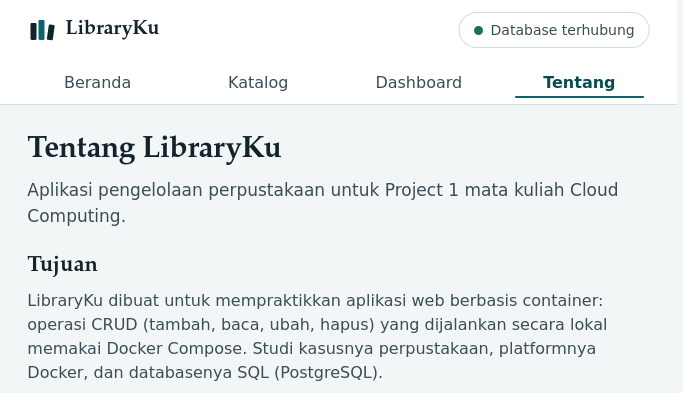 LibraryKu
Database terhubung
Beranda
Katalog
Dashboard
Tentang
Tentang LibraryKu
Aplikasi pengelolaan perpustakaan untuk Project 1 mata kuliah Cloud
Computing.
Tujuan
LibraryKu dibuat untuk mempraktikkan aplikasi web berbasis container:
operasi CRUD (tambah, baca, ubah, hapus) yang dijalankan secara lokal
memakai Docker Compose. Studi kasusnya perpustakaan, platformnya
Docker, dan databasenya SQL (PostgreSQL).